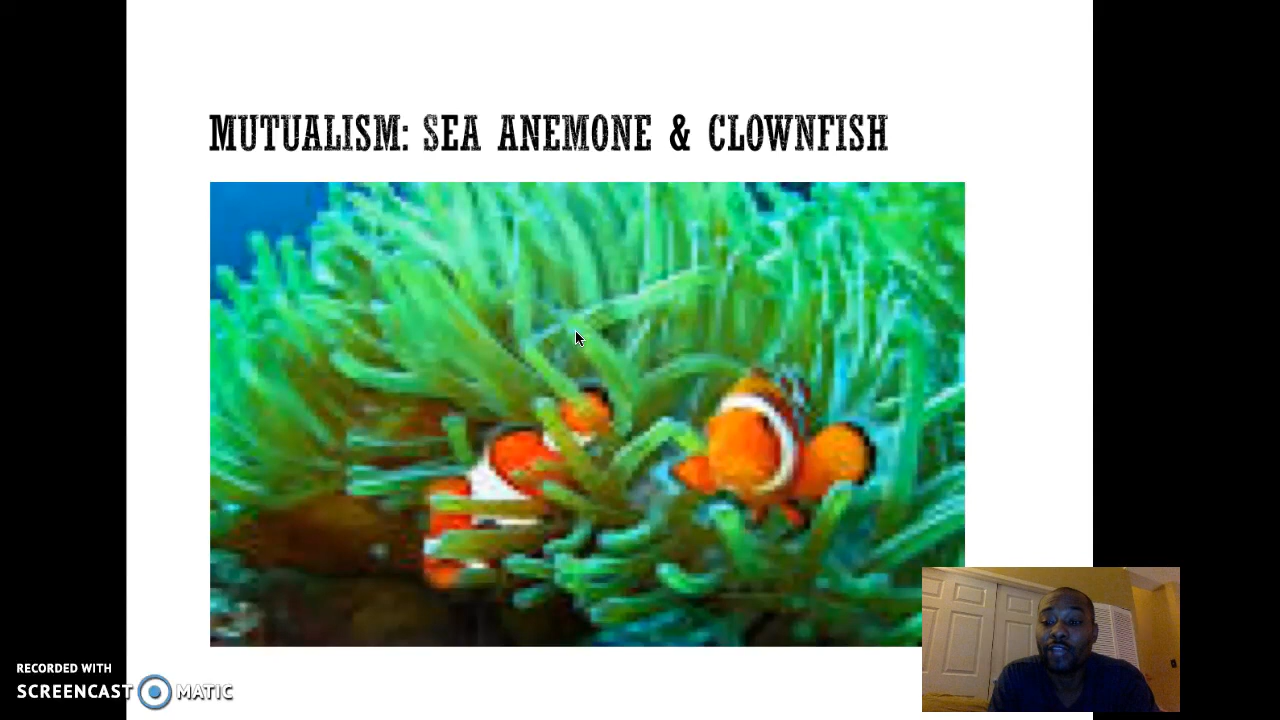 MUTUALISM: SEA ANEMONE & CLOWNFISH
RECORDED WITH
SCREENCAST MATIC